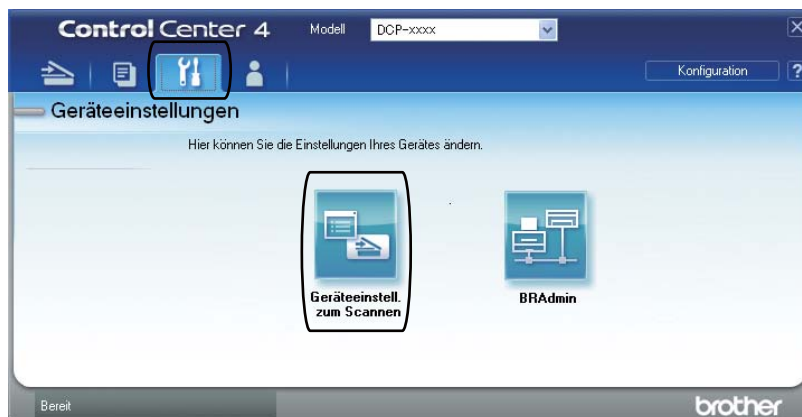 Control Center 4 Modell DCP-xxxx
Konfiguration ?
Geräteeinstellungen
Hier können Sie die Einstellungen Ihres Gerätes ändern.
Geräteeinstell.
zum Scannen
BRAdmin
Bereit
brother